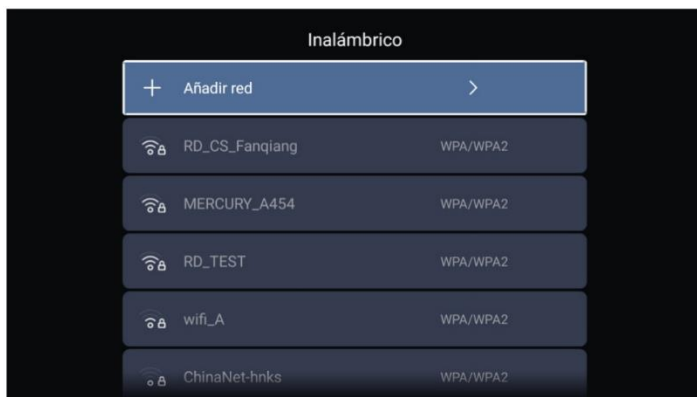 Inalámbrico
Añadir red
RD_CS_Fanqiang WPA/WPA2
MERCURY_A454 WPA/WPA2
RD_TEST WPA/WPA2
wifi_A WPA/WPA2
ChinaNet-hnks WPA/WPA2